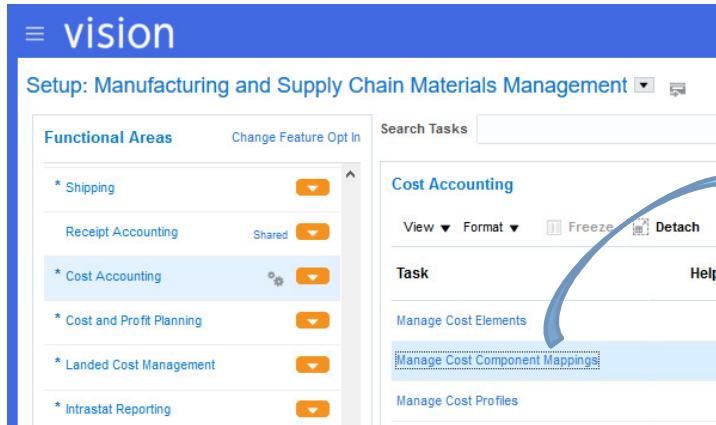 vision
Setup: Manufacturing and Supply Chain Materials Management
Functional Areas
Change Feature Opt In
* Shipping
Receipt Accounting
Shared
* Cost Accounting
* Cost and Profit Planning
* Landed Cost Management
* Intrastat Reporting
Search Tasks
Cost Accounting
View Format Freeze Detach
Task Help
Manage Cost Elements
Manage Cost Component Mappings
Manage Cost Profiles